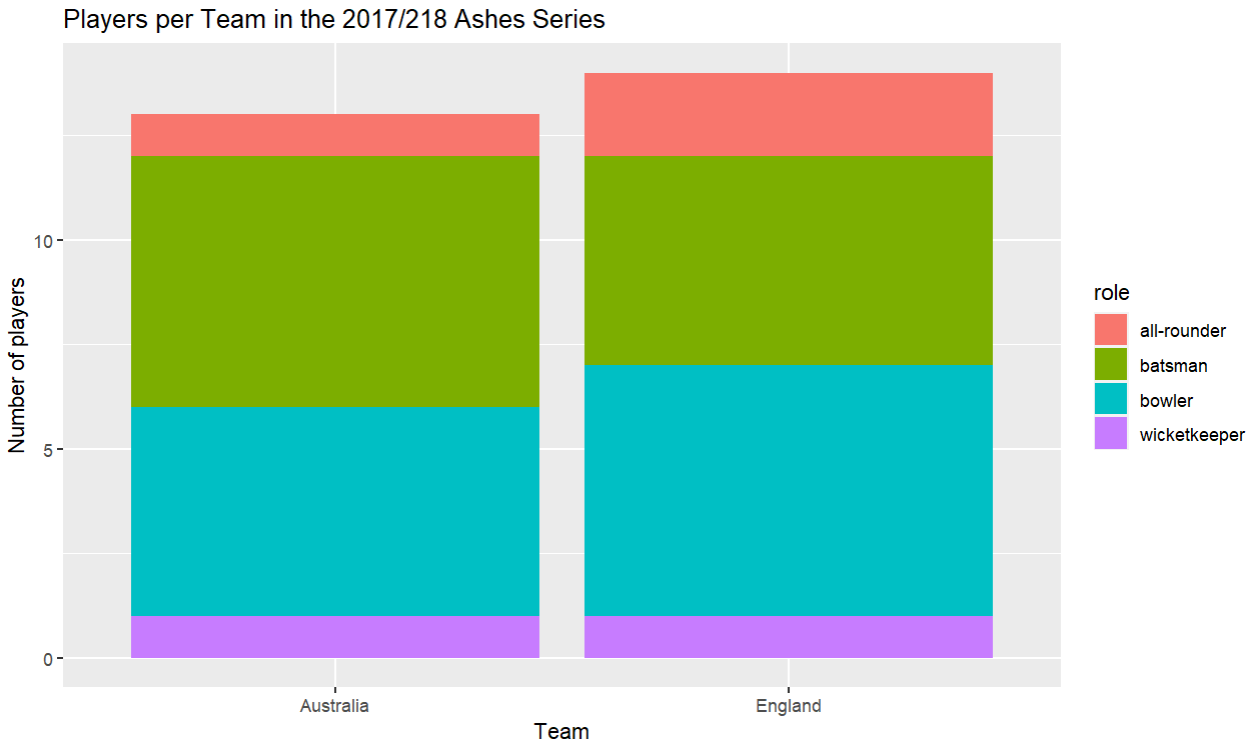 Players per Team in the 2017/218 Ashes Series
Number of players
10
5
0
Australia
England
Team
role
all-rounder
batsman
bowler
wicketkeeper